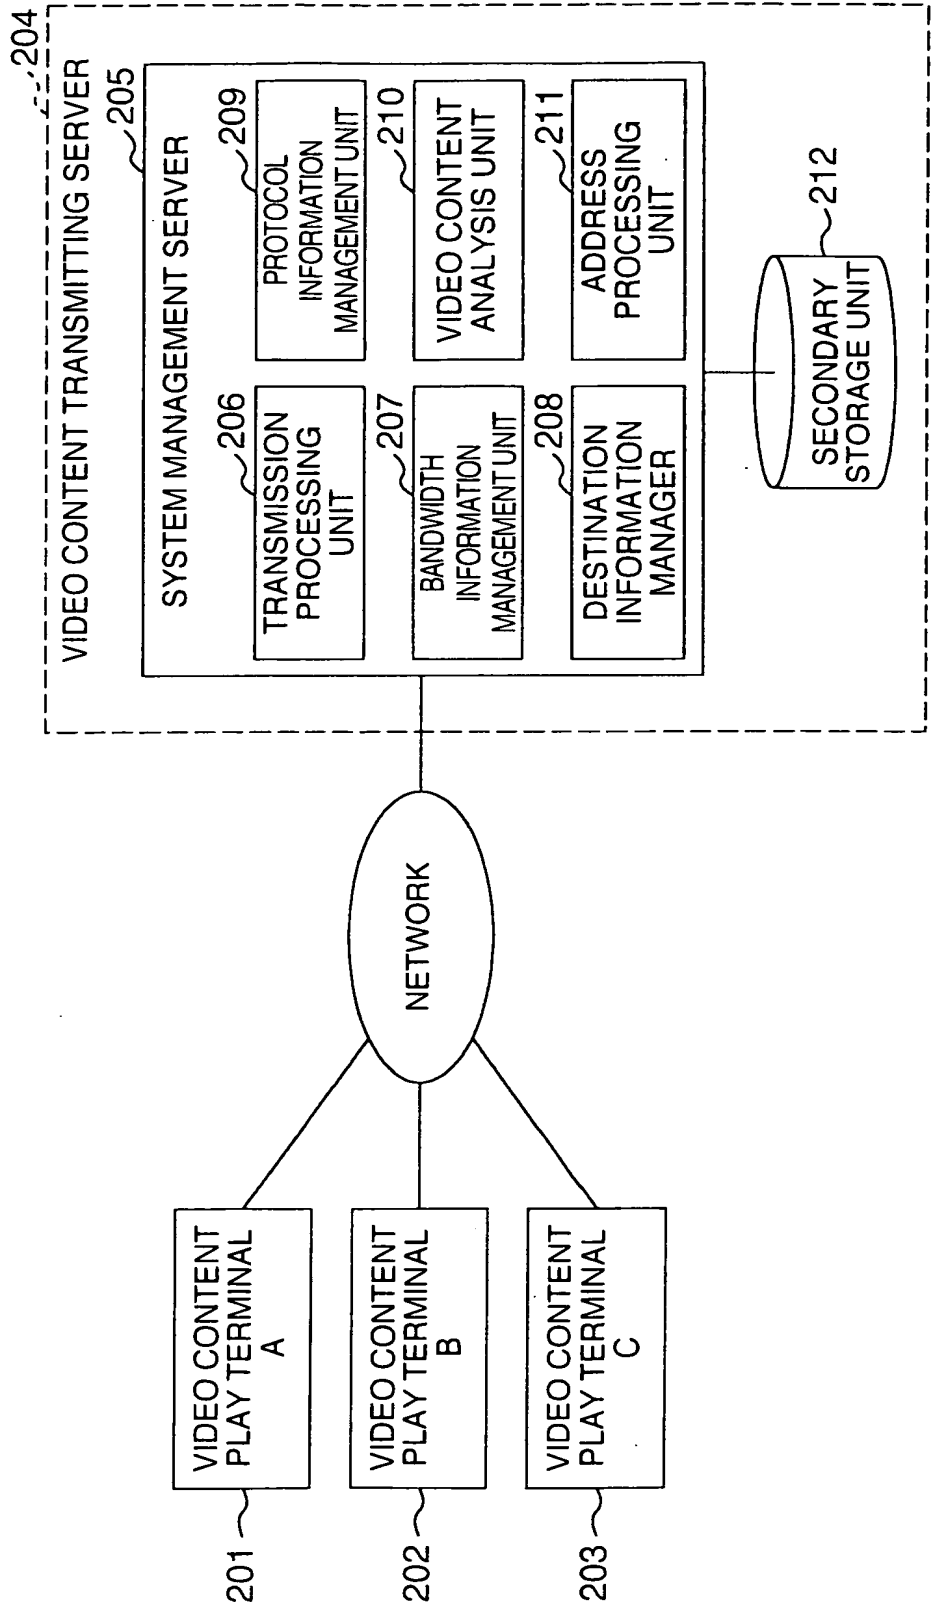 204
VIDEO CONTENT TRANSMITTING SERVER
205
SYSTEM MANAGEMENT SERVER
206
TRANSMISSION
PROCESSING
UNIT
209
PROTOCOL
INFORMATION
MANAGEMENT UNIT
207
BANDWIDTH
INFORMATION
MANAGEMENT UNIT
210
VIDEO CONTENT
ANALYSIS UNIT
208
DESTINATION
INFORMATION
MANAGER
211
ADDRESS
PROCESSING
UNIT
212
SECONDARY
STORAGE UNIT
NETWORK
201
VIDEO CONTENT
PLAY TERMINAL
A
202
VIDEO CONTENT
PLAY TERMINAL
B
203
VIDEO CONTENT
PLAY TERMINAL
C